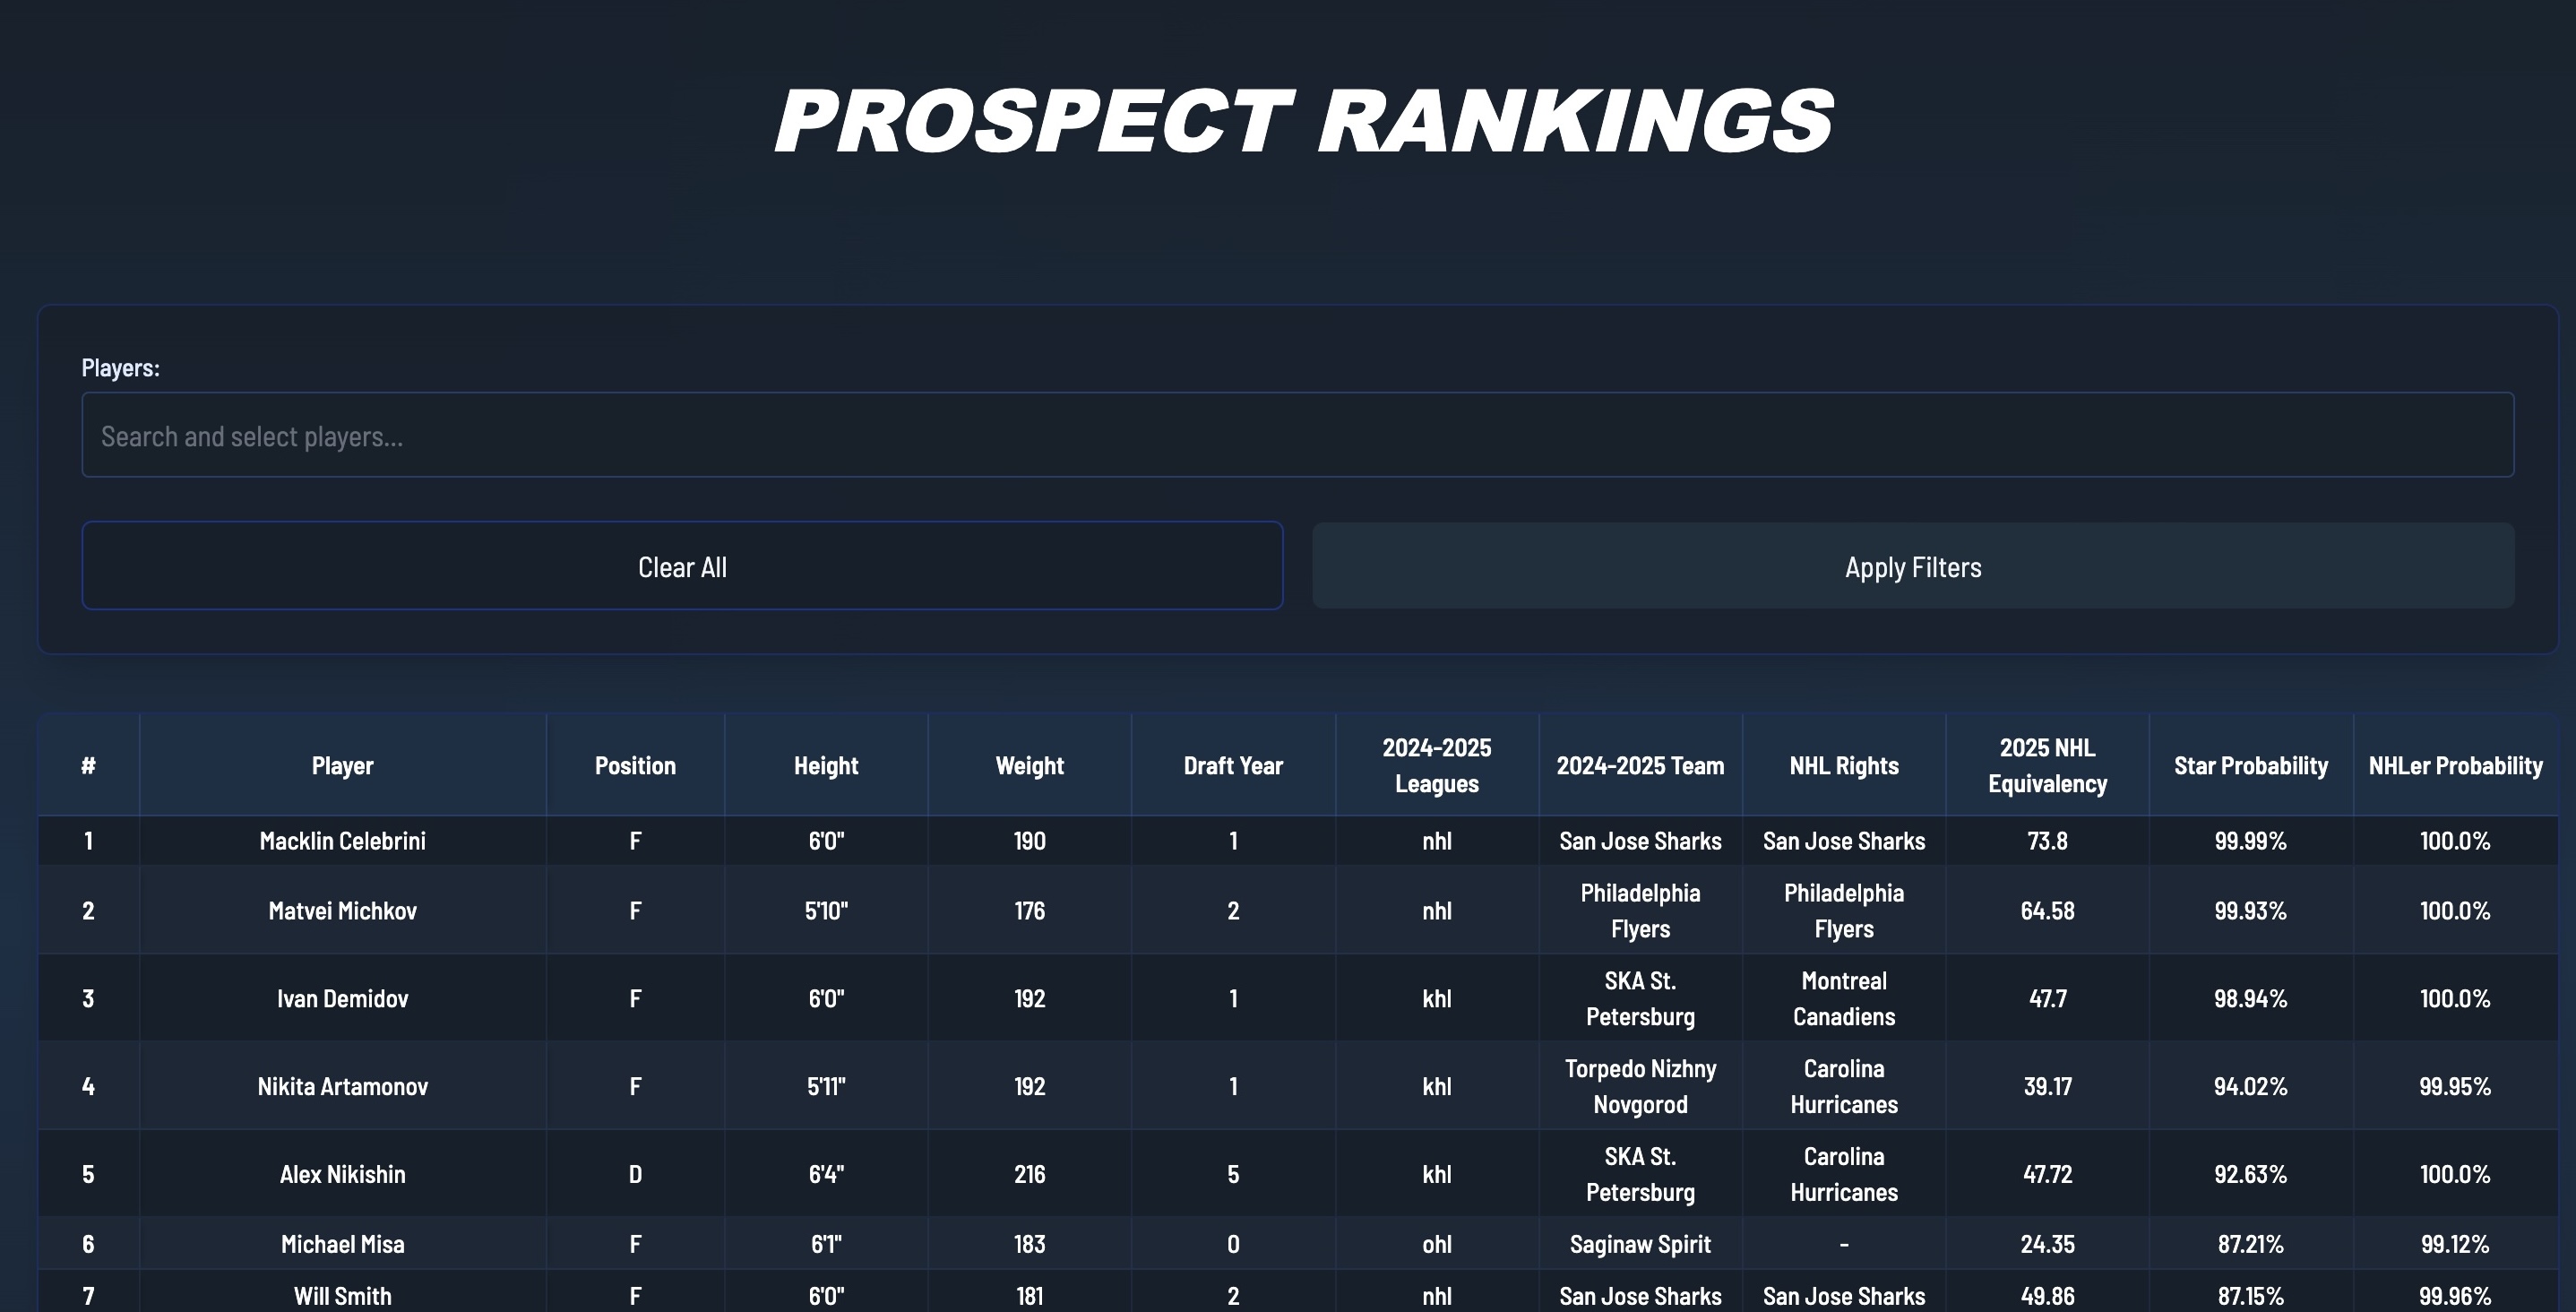 PROSPECT RANKINGS
Players:
Search and select players...
Clear All
Apply Filters
# Player Position Height Weight Draft Year 2024-2025 Leagues 2024-2025 Team NHL Rights 2025 NHL Equivalency Star Probability NHLer Probability
1 Macklin Celebrini F 6'0" 190 1 nhl San Jose Sharks San Jose Sharks 73.8 99.99% 100.0%
2 Matvei Michkov F 5'10" 176 2 nhl Philadelphia Flyers Philadelphia Flyers 64.58 99.93% 100.0%
3 Ivan Demidov F 6'0" 192 1 khl SKA St. Petersburg Montreal Canadiens 47.7 98.94% 100.0%
4 Nikita Artamonov F 5'11" 192 1 khl Torpedo Nizhny Novgorod Carolina Hurricanes 39.17 94.02% 99.95%
5 Alex Nikishin D 6'4" 216 5 khl SKA St. Petersburg Carolina Hurricanes 47.72 92.63% 100.0%
6 Michael Misa F 6'1" 183 0 ohl Saginaw Spirit - 24.35 87.21% 99.12%
7 Will Smith F 6'0" 181 2 nhl San Jose Sharks San Jose Sharks 49.86 87.15% 99.96%